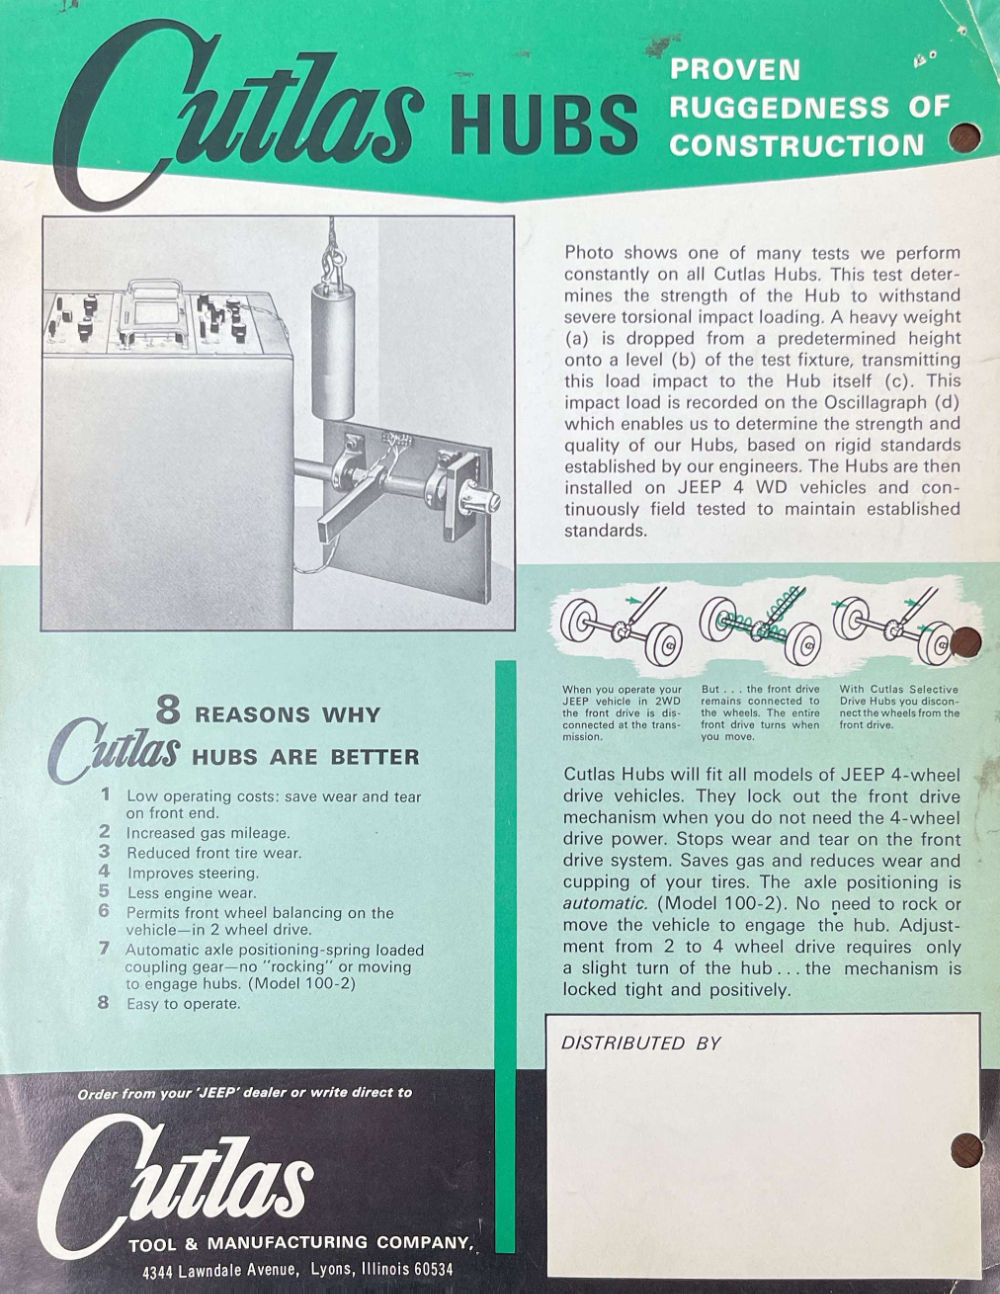 Cutlas HUBS
PROVEN
RUGGEDNESS OF
CONSTRUCTION
Photo shows one of many tests we perform
constantly on all Cutlas Hubs. This test deter-
mines the strength of the Hub to withstand
severe torsional impact loading. A heavy weight
(a) is dropped from a predetermined height
onto a level (b) of the test fixture, transmitting
this load impact to the Hub itself (c). This
impact load is recorded on the Oscillagraph (d)
which enables us to determine the strength and
quality of our Hubs, based on rigid standards
established by our engineers. The Hubs are then
installed on JEEP 4 WD vehicles and con-
tinuously field tested to maintain established
standards.
When you operate your
JEEP vehicle in 2WD
the front drive is dis-
connected at the trans-
mission.
But . . . the front drive
remains connected to
the wheels. The entire
front drive turns when
you move.
With Cutlas Selective
Drive Hubs you discon-
nect the wheels from the
front drive.
8 REASONS WHY
Cutlas HUBS ARE BETTER
1 Low operating costs: save wear and tear
on front end.
2 Increased gas mileage.
3 Reduced front tire wear.
4 Improves steering.
5 Less engine wear.
6 Permits front wheel balancing on the
vehicle—in 2 wheel drive.
7 Automatic axle positioning-spring loaded
coupling gear—no "rocking" or moving
to engage hubs. (Model 100-2)
8 Easy to operate.
Cutlas Hubs will fit all models of JEEP 4-wheel
drive vehicles. They lock out the front drive
mechanism when you do not need the 4-wheel
drive power. Stops wear and tear on the front
drive system. Saves gas and reduces wear and
cupping of your tires. The axle positioning is
automatic. (Model 100-2). No need to rock or
move the vehicle to engage the hub. Adjust-
ment from 2 to 4 wheel drive requires only
a slight turn of the hub . . . the mechanism is
locked tight and positively.
DISTRIBUTED BY
Order from your 'JEEP' dealer or write direct to
Cutlas
TOOL & MANUFACTURING COMPANY,
4344 Lawndale Avenue, Lyons, Illinois 60534